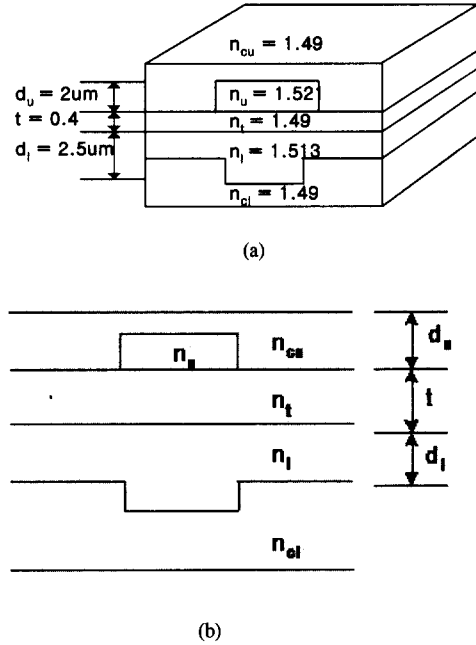 n_cu = 1.49
d_u = 2um
n_u = 1.521
t = 0.4
n_t = 1.49
d_l = 2.5um
n_l = 1.513
n_cl = 1.49
(a)
n_u
n_cu
d_u
n_t
t
n_l
d_l
n_cl
(b)